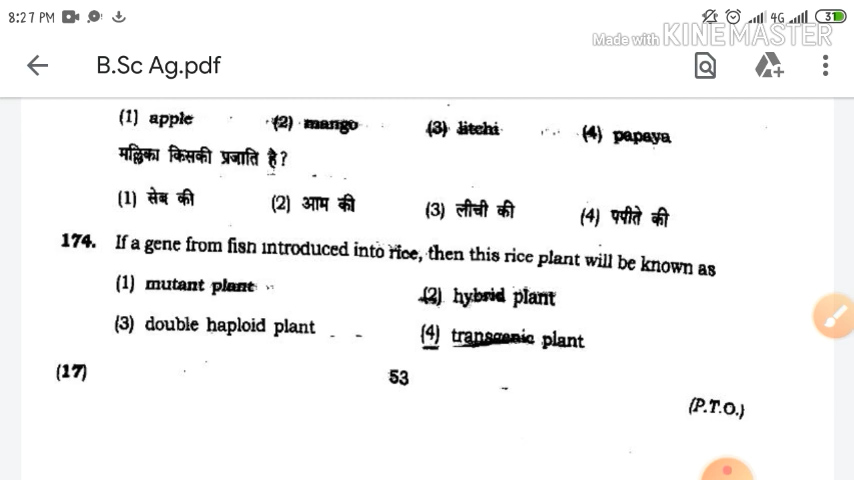 8:27 PM
4G 31
Made with KINEMASTER
B.Sc Ag.pdf
(1) apple (2) mango (3) litchi (4) papaya
मल्लिका किसकी प्रजाति है?
(1) सेब की (2) आम की (3) लीची की (4) पपीते की
174. If a gene from fish introduced into rice, then this rice plant will be known as
(1) mutant plant (2) hybrid plant
(3) double haploid plant (4) transgenic plant
(17) 53 (P.T.O.)